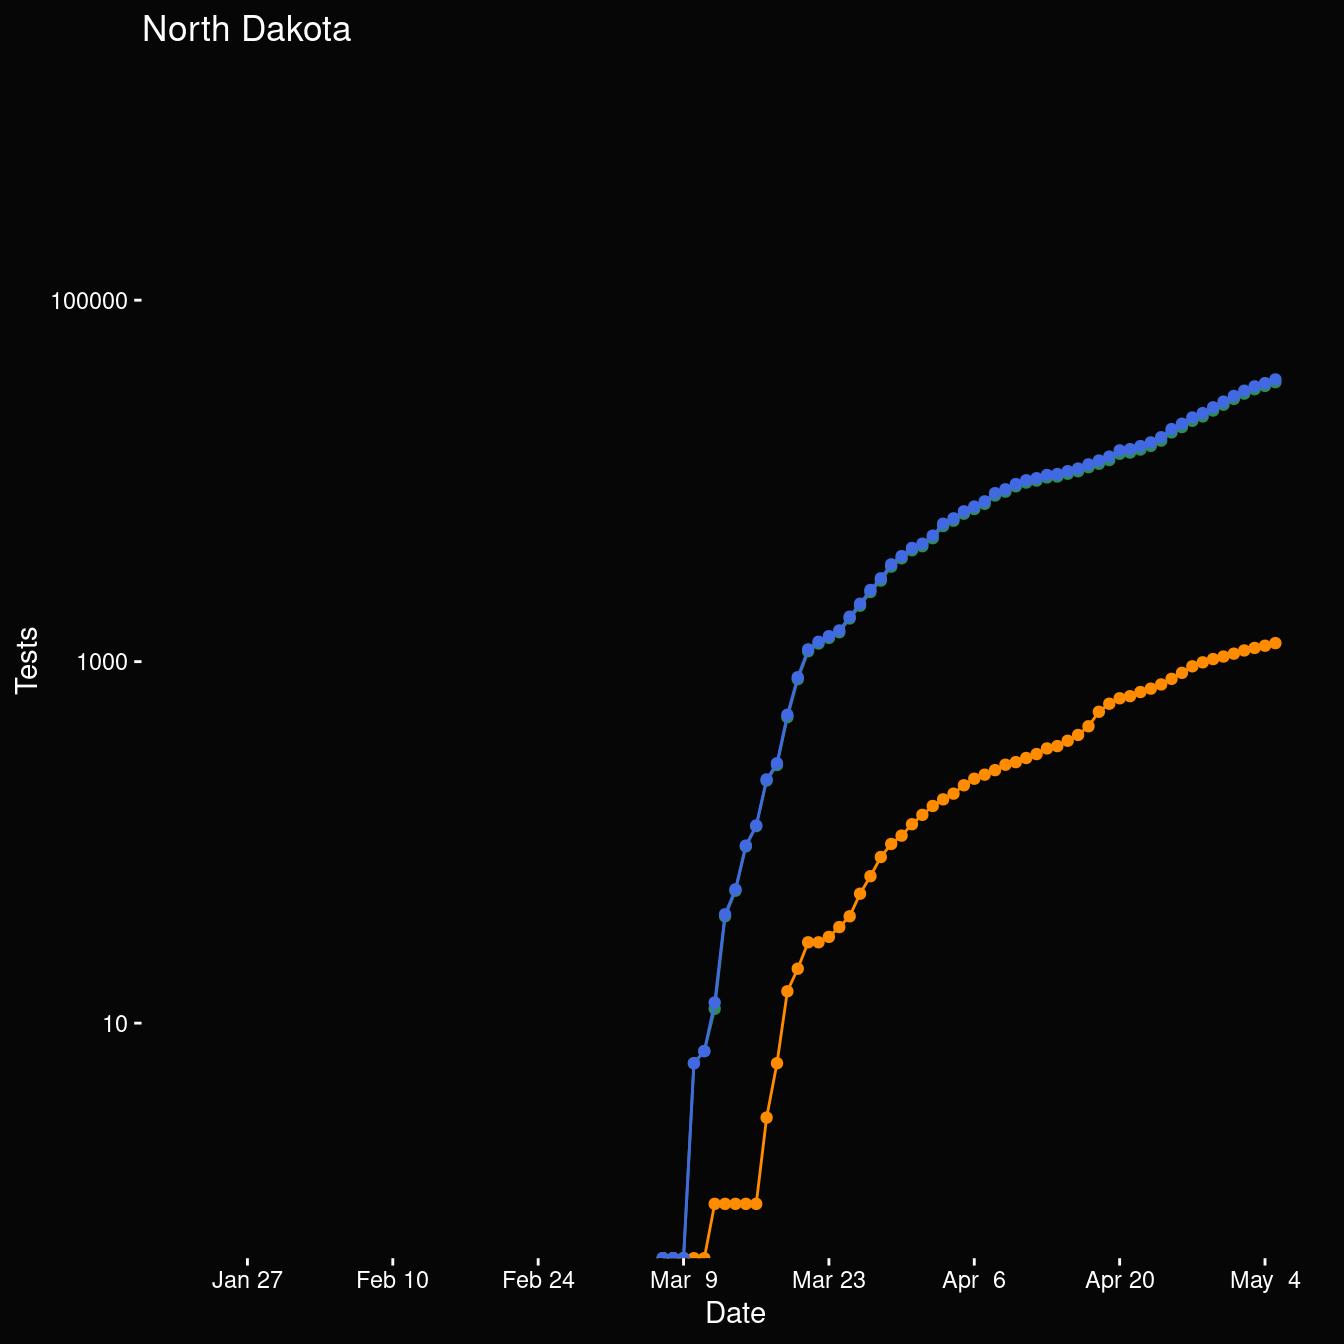 North Dakota
100000
1000
10
Tests
Jan 27
Feb 10
Feb 24
Mar  9
Mar 23
Apr  6
Apr 20
May  4
Date